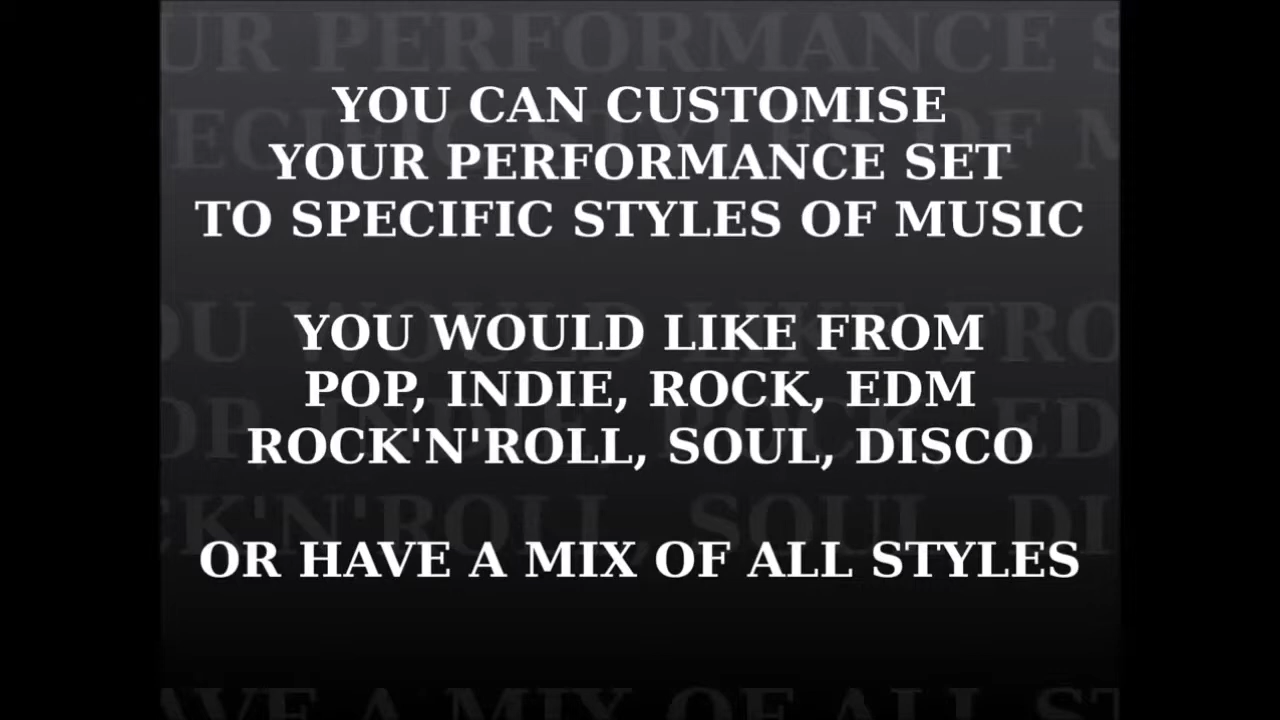 YOU CAN CUSTOMISE
YOUR PERFORMANCE SET
TO SPECIFIC STYLES OF MUSIC
YOU WOULD LIKE FROM
POP, INDIE, ROCK, EDM
ROCK'N'ROLL, SOUL, DISCO
OR HAVE A MIX OF ALL STYLES